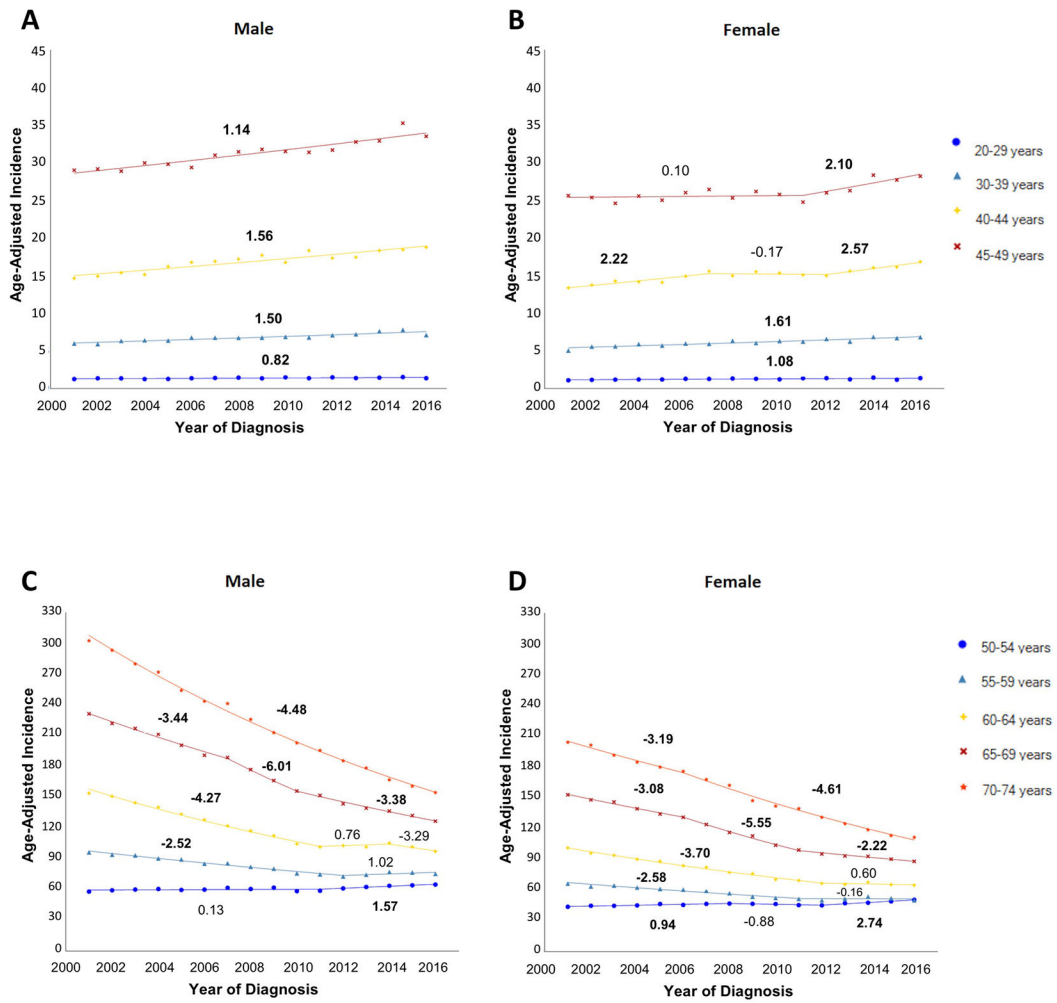 A
Male
Age-Adjusted Incidence
45
40
35
30
25
20
15
10
5
0
1.14
1.56
1.50
0.82
2000 2002 2004 2006 2008 2010 2012 2014 2016
Year of Diagnosis
B
Female
Age-Adjusted Incidence
45
40
35
30
25
20
15
10
5
0
0.10 2.10
2.22 -0.17 2.57
1.61
1.08
2000 2002 2004 2006 2008 2010 2012 2014 2016
Year of Diagnosis
20-29 years
30-39 years
40-44 years
45-49 years
C
Male
Age-Adjusted Incidence
330
300
270
240
210
180
150
120
90
60
30
0
-4.48
-3.44
-6.01
-3.38
-4.27
0.76 -3.29
-2.52
1.02
0.13 1.57
2000 2002 2004 2006 2008 2010 2012 2014 2016
Year of Diagnosis
D
Female
Age-Adjusted Incidence
330
300
270
240
210
180
150
120
90
60
30
0
-3.19
-4.61
-3.08
-5.55
-2.22
-3.70
0.60
-2.58
-0.16
0.94 -0.88 2.74
2000 2002 2004 2006 2008 2010 2012 2014 2016
Year of Diagnosis
50-54 years
55-59 years
60-64 years
65-69 years
70-74 years